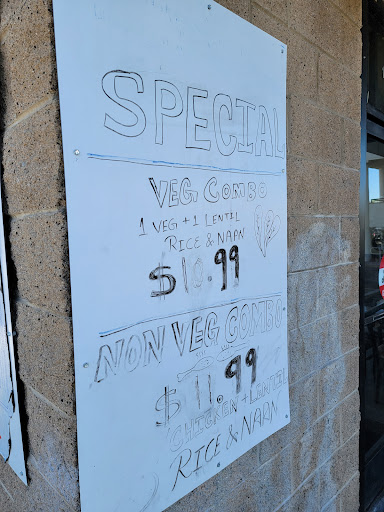 SPECIAL
VEG COMBO
1 VEG + 1 LENTIL
RICE & NAAN
$10.99
NON VEG COMBO
$11.99
CHICKEN + LENTIL
RICE & NAAN